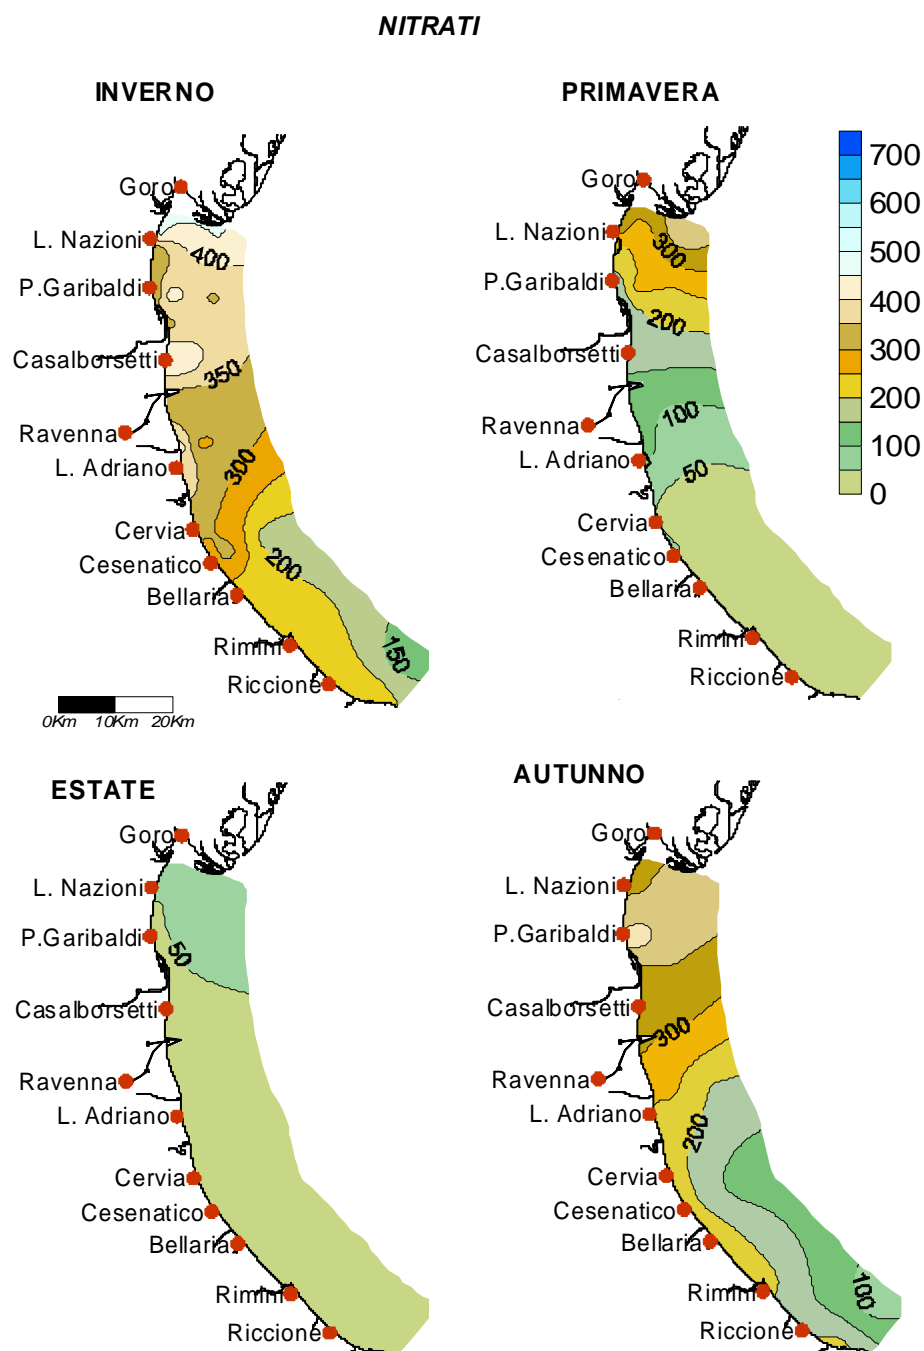 NITRATI
INVERNO
Goro
L. Nazioni
400
P.Garibaldi
Casalborsetti
350
Ravenna
L. Adriano
300
Cervia
Cesenatico
200
Bellaria
Rimini
150
Riccione
0Km 10Km 20Km
PRIMAVERA
Goro
L. Nazioni
300
P.Garibaldi
200
Casalborsetti
100
Ravenna
L. Adriano
50
Cervia
Cesenatico
Bellaria
Rimini
Riccione
700
600
500
400
300
200
100
0
ESTATE
Goro
L. Nazioni
P.Garibaldi
50
Casalborsetti
Ravenna
L. Adriano
Cervia
Cesenatico
Bellaria
Rimini
Riccione
AUTUNNO
Goro
L. Nazioni
P.Garibaldi
Casalborsetti
300
Ravenna
L. Adriano
200
Cervia
Cesenatico
Bellaria
Rimini
100
Riccione